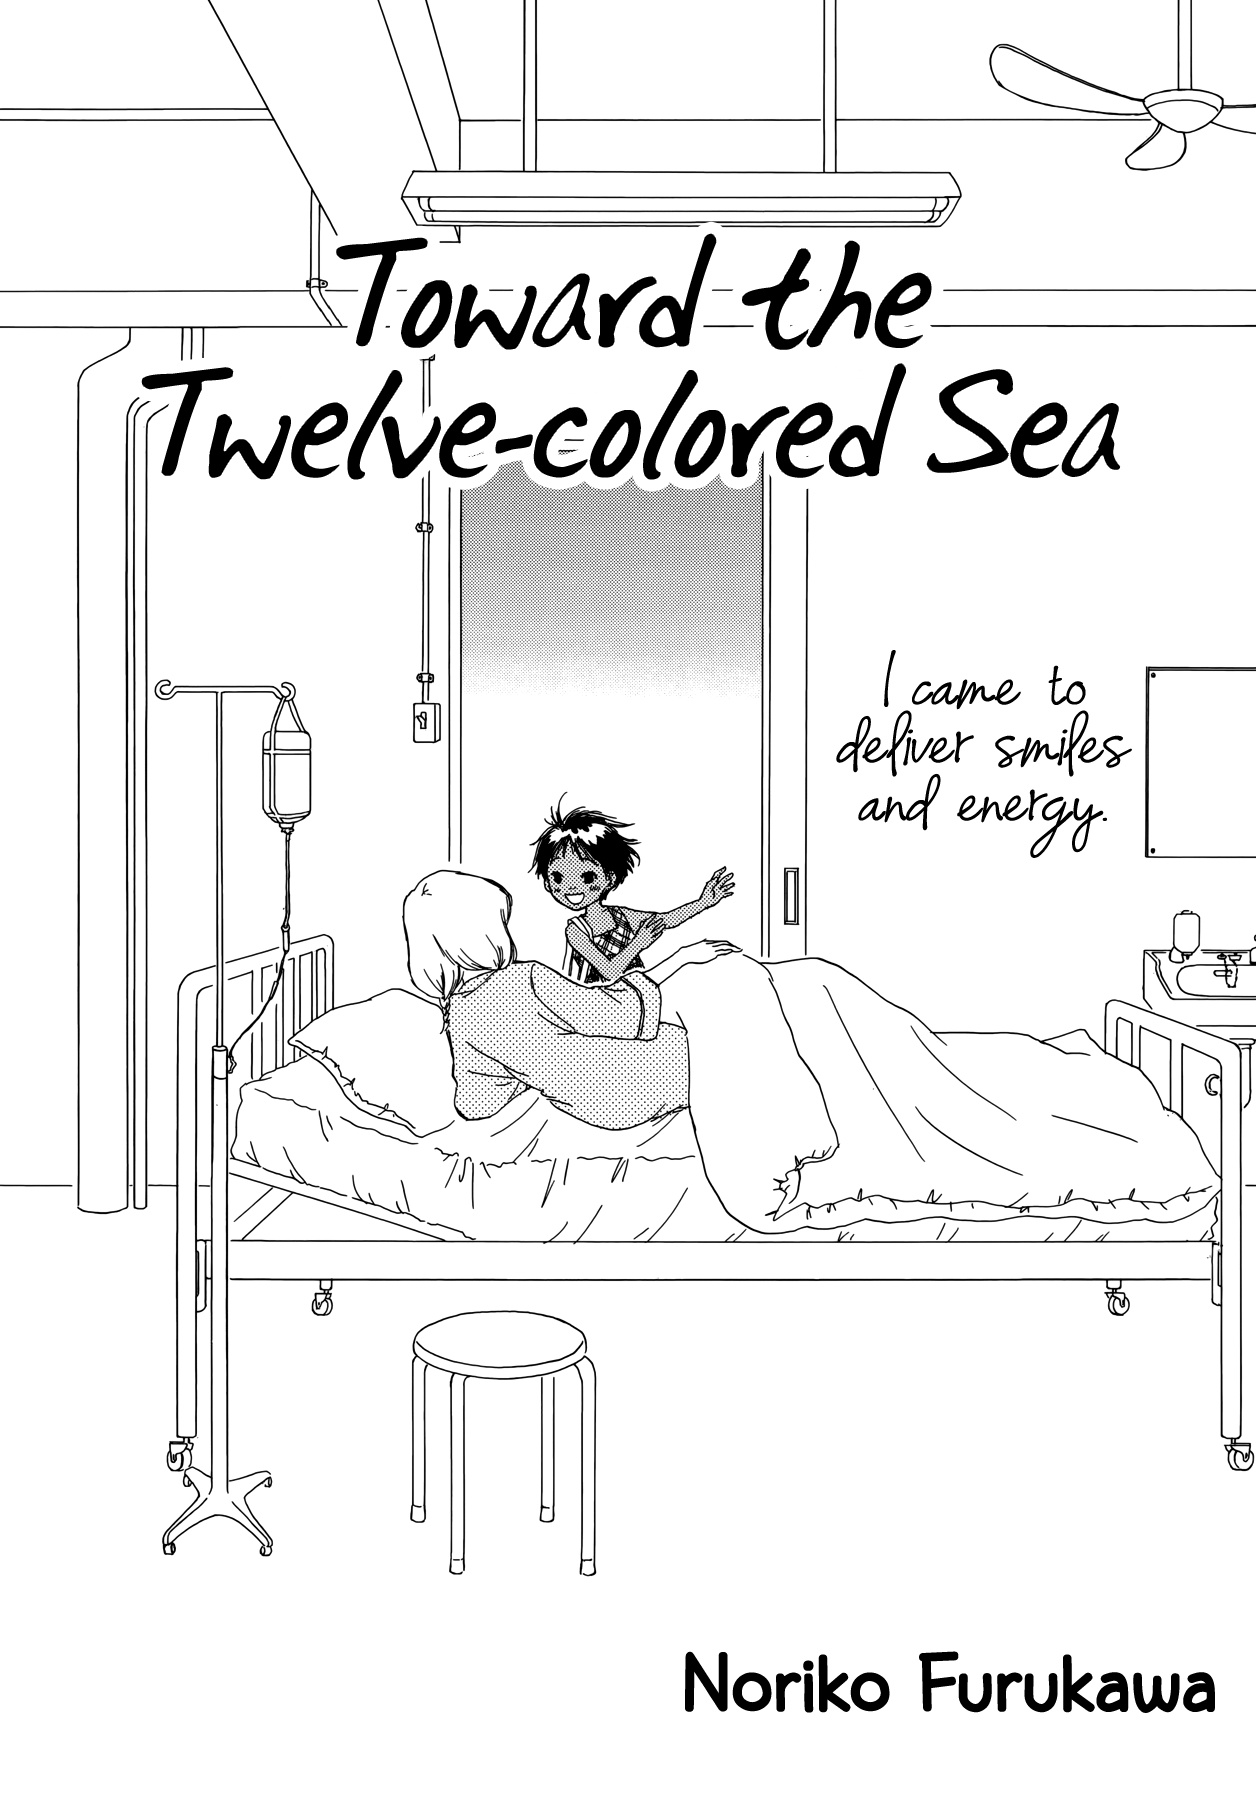 Toward the
Twelve-colored Sea
I came to
deliver smiles
and energy.
Noriko Furukawa